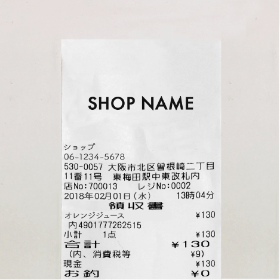 SHOP NAME
ショップ
06-1234-5678
530-0057 大阪市北区曽根崎二丁目
11番11号 東梅田駅中東改札内
店No:700013 レジNo:0002
2018年02月01日(水) 13時04分
領収書
オレンジジュース ¥130
内4901777262515
小計 1点 ¥130
合計 ¥130
(内、消費税等 ¥9)
現金 ¥130
お釣 ¥0